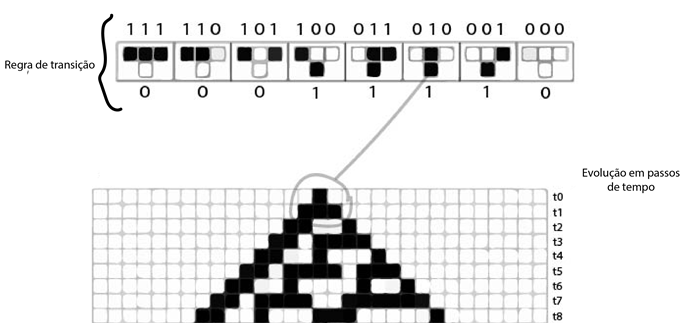 111 110 101 100 011 010 001 000
Regra de transição
0 0 0 1 1 1 1 0
Evolução em passos
de tempo
t0
t1
t2
t3
t4
t5
t6
t7
t8